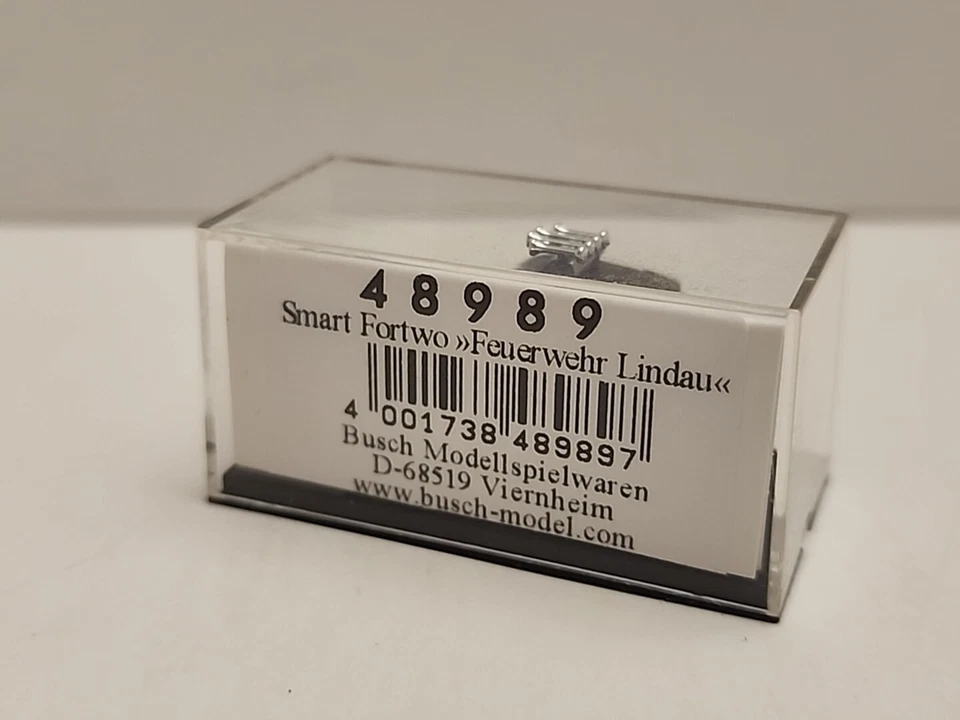 48989
Smart Fortwo »Feuerwehr Lindau«
4 001738 489897
Busch Modellspielwaren
D-68519 Viernheim
www.busch-model.com